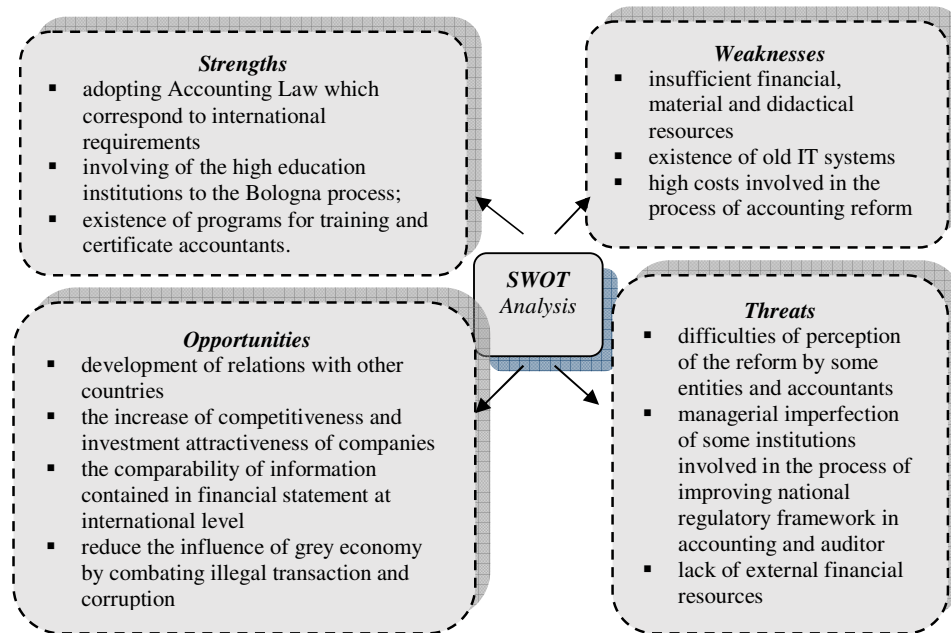 Strengths
▪ adopting Accounting Law which
correspond to international
requirements
▪ involving of the high education
institutions to the Bologna process;
▪ existence of programs for training and
certificate accountants.
Weaknesses
▪ insufficient financial,
material and didactical
resources
▪ existence of old IT systems
▪ high costs involved in the
process of accounting reform
SWOT
Analysis
Opportunities
▪ development of relations with other
countries
▪ the increase of competitiveness and
investment attractiveness of companies
▪ the comparability of information
contained in financial statement at
international level
▪ reduce the influence of grey economy
by combating illegal transaction and
corruption
Threats
▪ difficulties of perception
of the reform by some
entities and accountants
▪ managerial imperfection
of some institutions
involved in the process of
improving national
regulatory framework in
accounting and auditor
▪ lack of external financial
resources